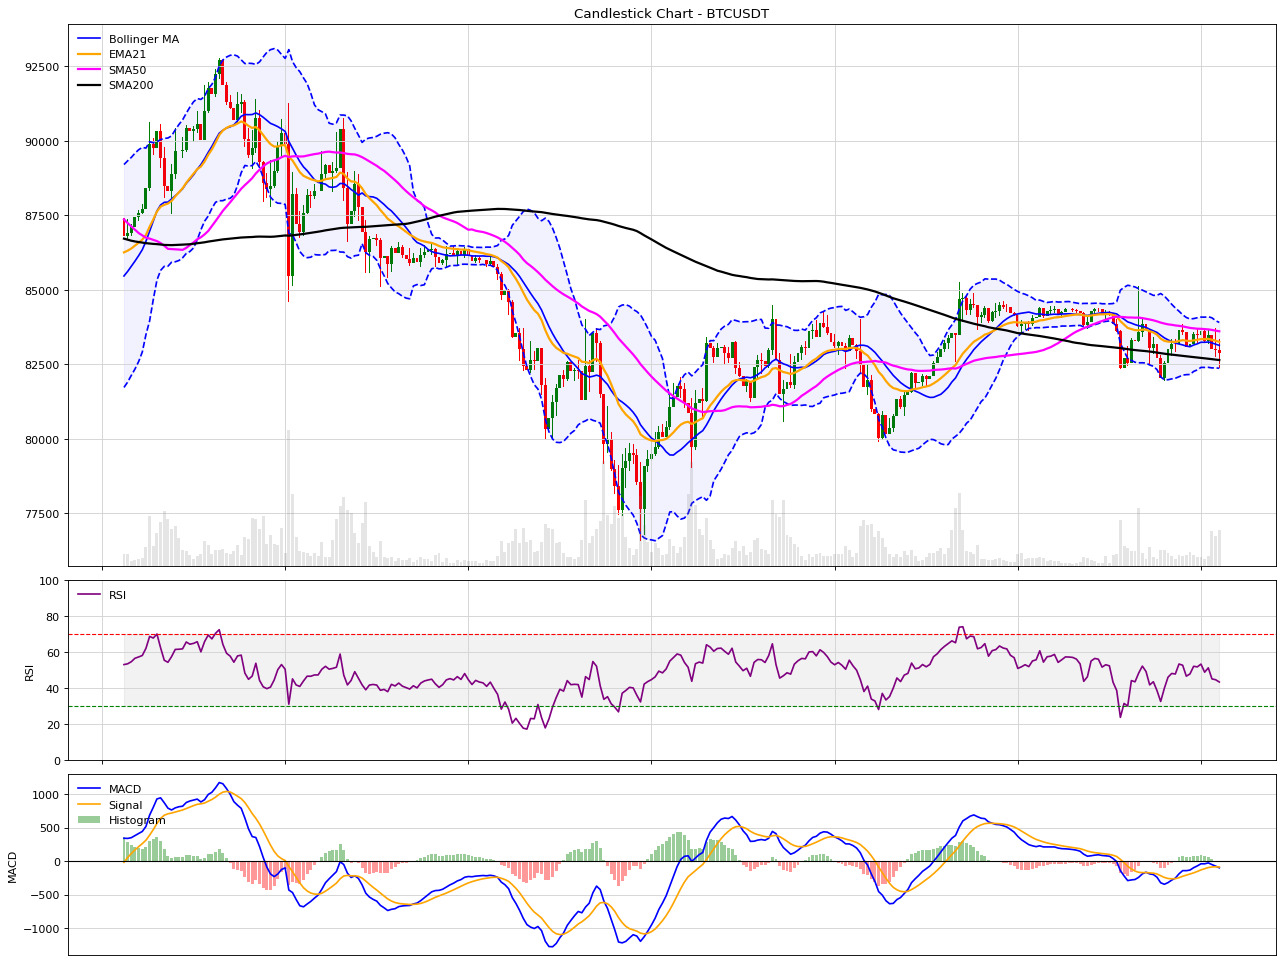 Candlestick Chart - BTCUSDT
Bollinger MA
EMA21
SMA50
SMA200
92500
90000
87500
85000
82500
80000
77500
RSI
100
80
60
40
20
0
RSI
MACD
Signal
Histogram
1000
500
0
−500
−1000
MACD